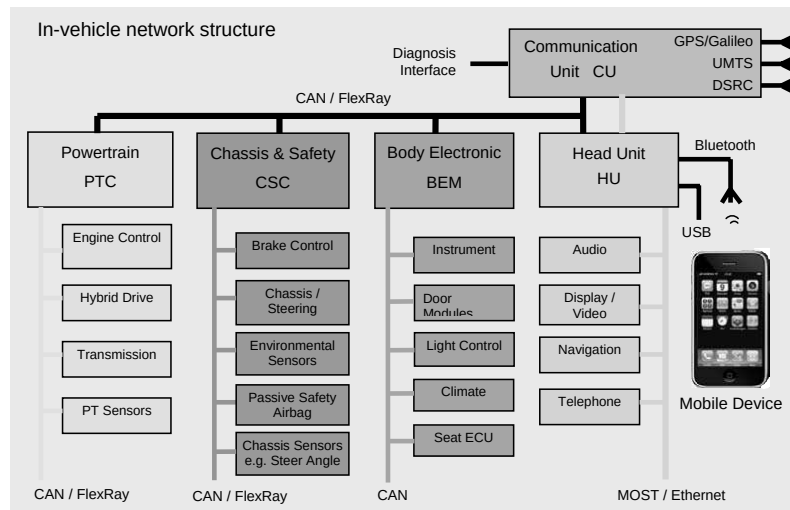 In-vehicle network structure
Diagnosis
Interface
Communication
Unit CU
GPS/Galileo
UMTS
DSRC
CAN / FlexRay
Powertrain
PTC
Chassis & Safety
CSC
Body Electronic
BEM
Head Unit
HU
Bluetooth
USB
Engine Control
Hybrid Drive
Transmission
PT Sensors
Brake Control
Chassis /
Steering
Environmental
Sensors
Passive Safety
Airbag
Chassis Sensors
e.g. Steer Angle
Instrument
Door
Modules
Light Control
Climate
Seat ECU
Audio
Display /
Video
Navigation
Telephone
Mobile Device
CAN / FlexRay
CAN / FlexRay
CAN
MOST / Ethernet